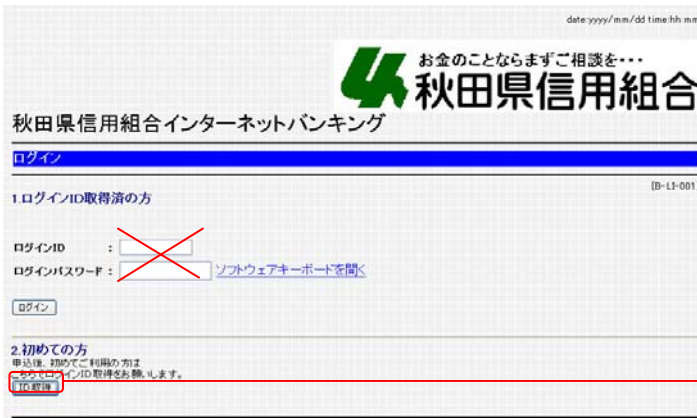 date:yyyy/mm/dd time:hh:mm
お金のことならまずご相談を・・・
秋田県信用組合
秋田県信用組合インターネットバンキング
ログイン
[B-LI-001
1.ログインID取得済の方
ログインID :
ログインパスワード : ソフトウェアキーボードを開く
ログイン
2.初めての方
申込後、初めてご利用の方は
こちらでログインID取得をお願いします。
ID取得